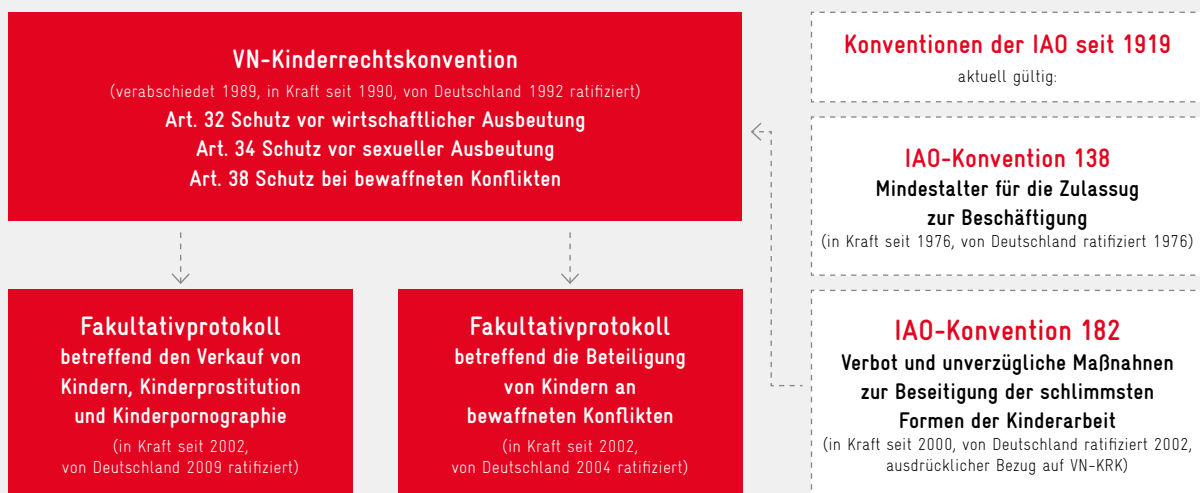 VN-Kinderrechtskonvention
(verabschiedet 1989, in Kraft seit 1990, von Deutschland 1992 ratifiziert)
Art. 32 Schutz vor wirtschaftlicher Ausbeutung
Art. 34 Schutz vor sexueller Ausbeutung
Art. 38 Schutz bei bewaffneten Konflikten
Fakultativprotokoll
betreffend den Verkauf von
Kindern, Kinderprostitution
und Kinderpornographie
(in Kraft seit 2002,
von Deutschland 2009 ratifiziert)
Fakultativprotokoll
betreffend die Beteiligung
von Kindern an
bewaffneten Konflikten
(in Kraft seit 2002,
von Deutschland 2004 ratifiziert)
Konventionen der IAO seit 1919
aktuell gültig:
IAO-Konvention 138
Mindestalter für die Zulassug
zur Beschäftigung
(in Kraft seit 1976, von Deutschland ratifiziert 1976)
IAO-Konvention 182
Verbot und unverzügliche Maßnahnen
zur Beseitigung der schlimmsten
Formen der Kinderarbeit
(in Kraft seit 2000, von Deutschland ratifiziert 2002,
ausdrücklicher Bezug auf VN-KRK)